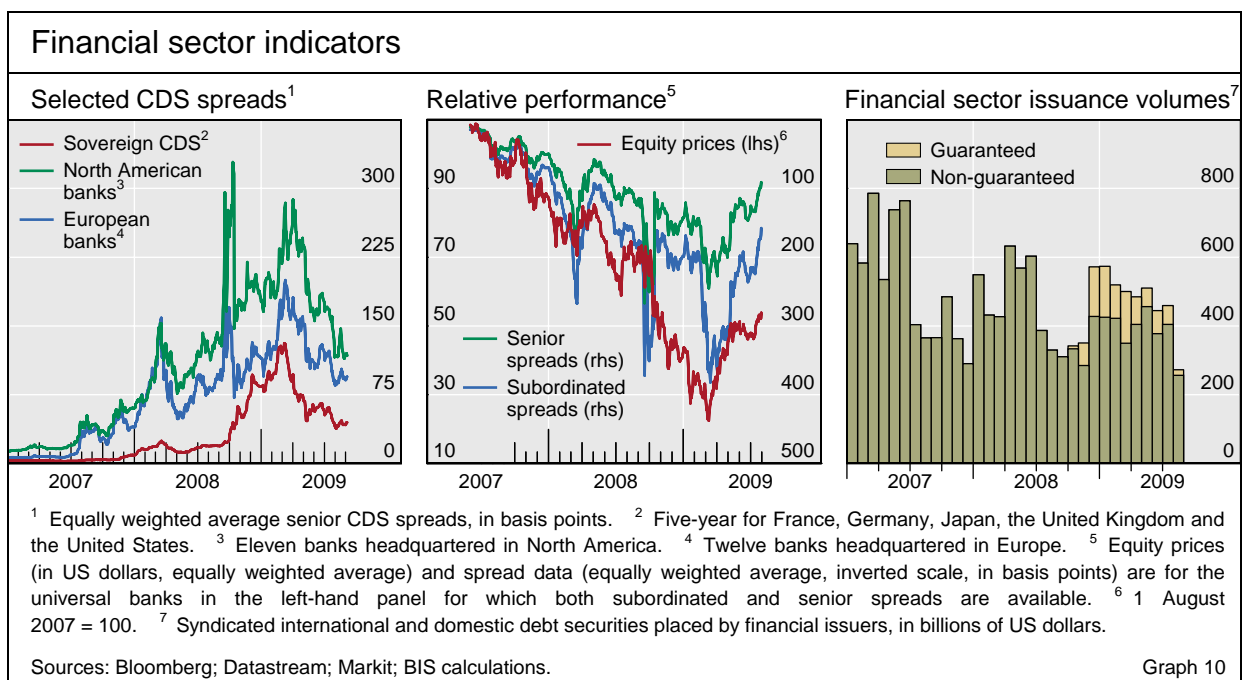 Financial sector indicators
Selected CDS spreads1
Sovereign CDS2
North American
banks3
European
banks4
300
225
150
75
0
2007 2008 2009
Relative performance5
Equity prices (lhs)6
Senior
spreads (rhs)
Subordinated
spreads (rhs)
90
70
50
30
10
100
200
300
400
500
2007 2008 2009
Financial sector issuance volumes7
Guaranteed
Non-guaranteed
800
600
400
200
0
2007 2008 2009
1 Equally weighted average senior CDS spreads, in basis points. 2 Five-year for France, Germany, Japan, the United Kingdom and
the United States. 3 Eleven banks headquartered in North America. 4 Twelve banks headquartered in Europe. 5 Equity prices
(in US dollars, equally weighted average) and spread data (equally weighted average, inverted scale, in basis points) are for the
universal banks in the left-hand panel for which both subordinated and senior spreads are available. 6 1 August
2007 = 100. 7 Syndicated international and domestic debt securities placed by financial issuers, in billions of US dollars.
Sources: Bloomberg; Datastream; Markit; BIS calculations. Graph 10